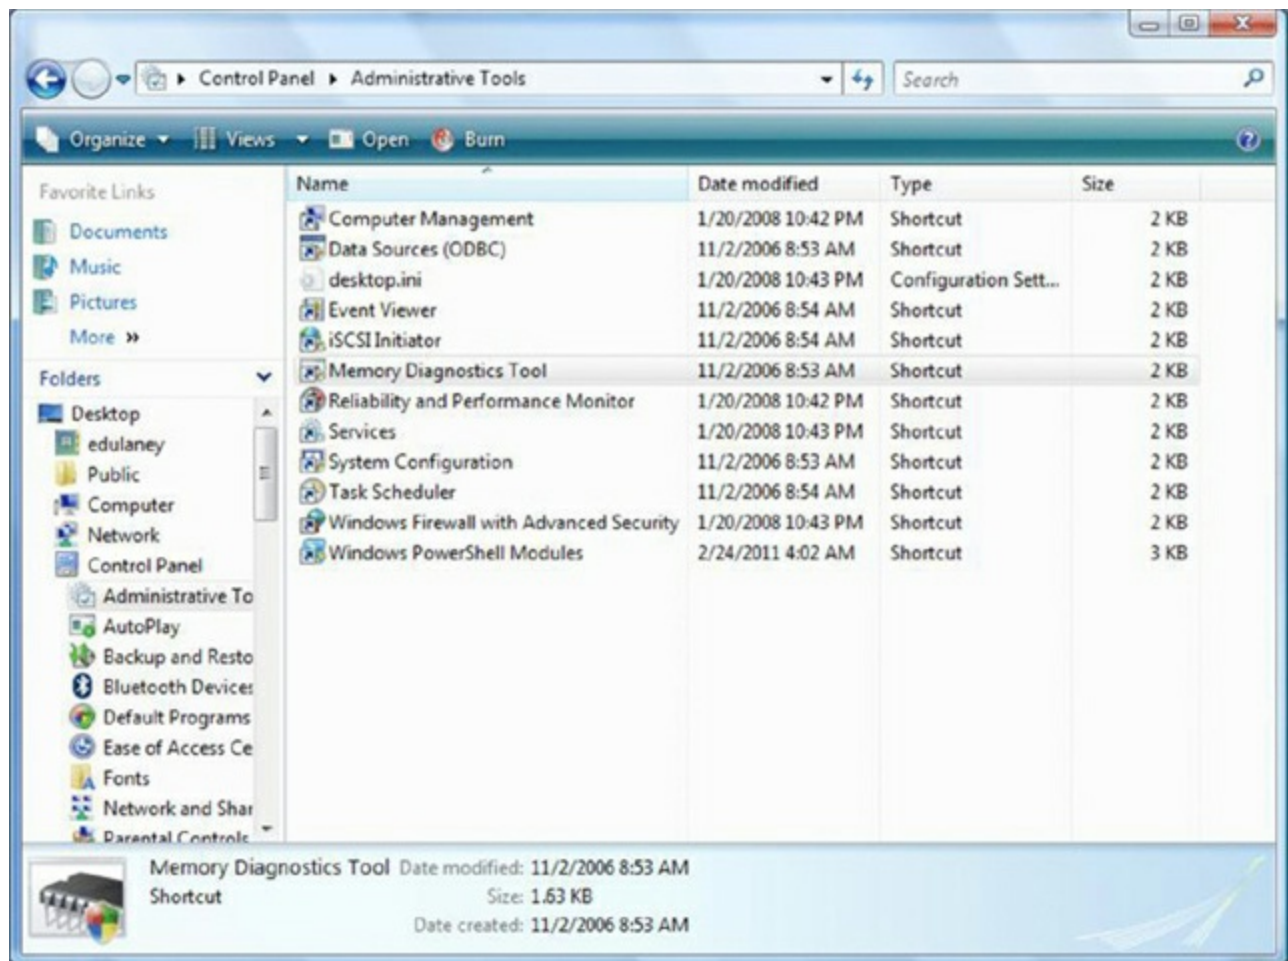 Control Panel Administrative Tools Search
Organize Views Open Burn
Favorite Links
Documents
Music
Pictures
More »
Folders
Desktop
edulaney
Public
Computer
Network
Control Panel
Administrative To
AutoPlay
Backup and Resto
Bluetooth Devices
Default Programs
Ease of Access Ce
Fonts
Network and Shar
Parental Controls
Name Date modified Type Size
Computer Management 1/20/2008 10:42 PM Shortcut 2 KB
Data Sources (ODBC) 11/2/2006 8:53 AM Shortcut 2 KB
desktop.ini 1/20/2008 10:43 PM Configuration Sett... 2 KB
Event Viewer 11/2/2006 8:54 AM Shortcut 2 KB
iSCSI Initiator 11/2/2006 8:54 AM Shortcut 2 KB
Memory Diagnostics Tool 11/2/2006 8:53 AM Shortcut 2 KB
Reliability and Performance Monitor 1/20/2008 10:42 PM Shortcut 2 KB
Services 1/20/2008 10:43 PM Shortcut 2 KB
System Configuration 11/2/2006 8:53 AM Shortcut 2 KB
Task Scheduler 11/2/2006 8:54 AM Shortcut 2 KB
Windows Firewall with Advanced Security 1/20/2008 10:43 PM Shortcut 2 KB
Windows PowerShell Modules 2/24/2011 4:02 AM Shortcut 3 KB
Memory Diagnostics Tool Date modified: 11/2/2006 8:53 AM
Shortcut Size: 1.63 KB
Date created: 11/2/2006 8:53 AM